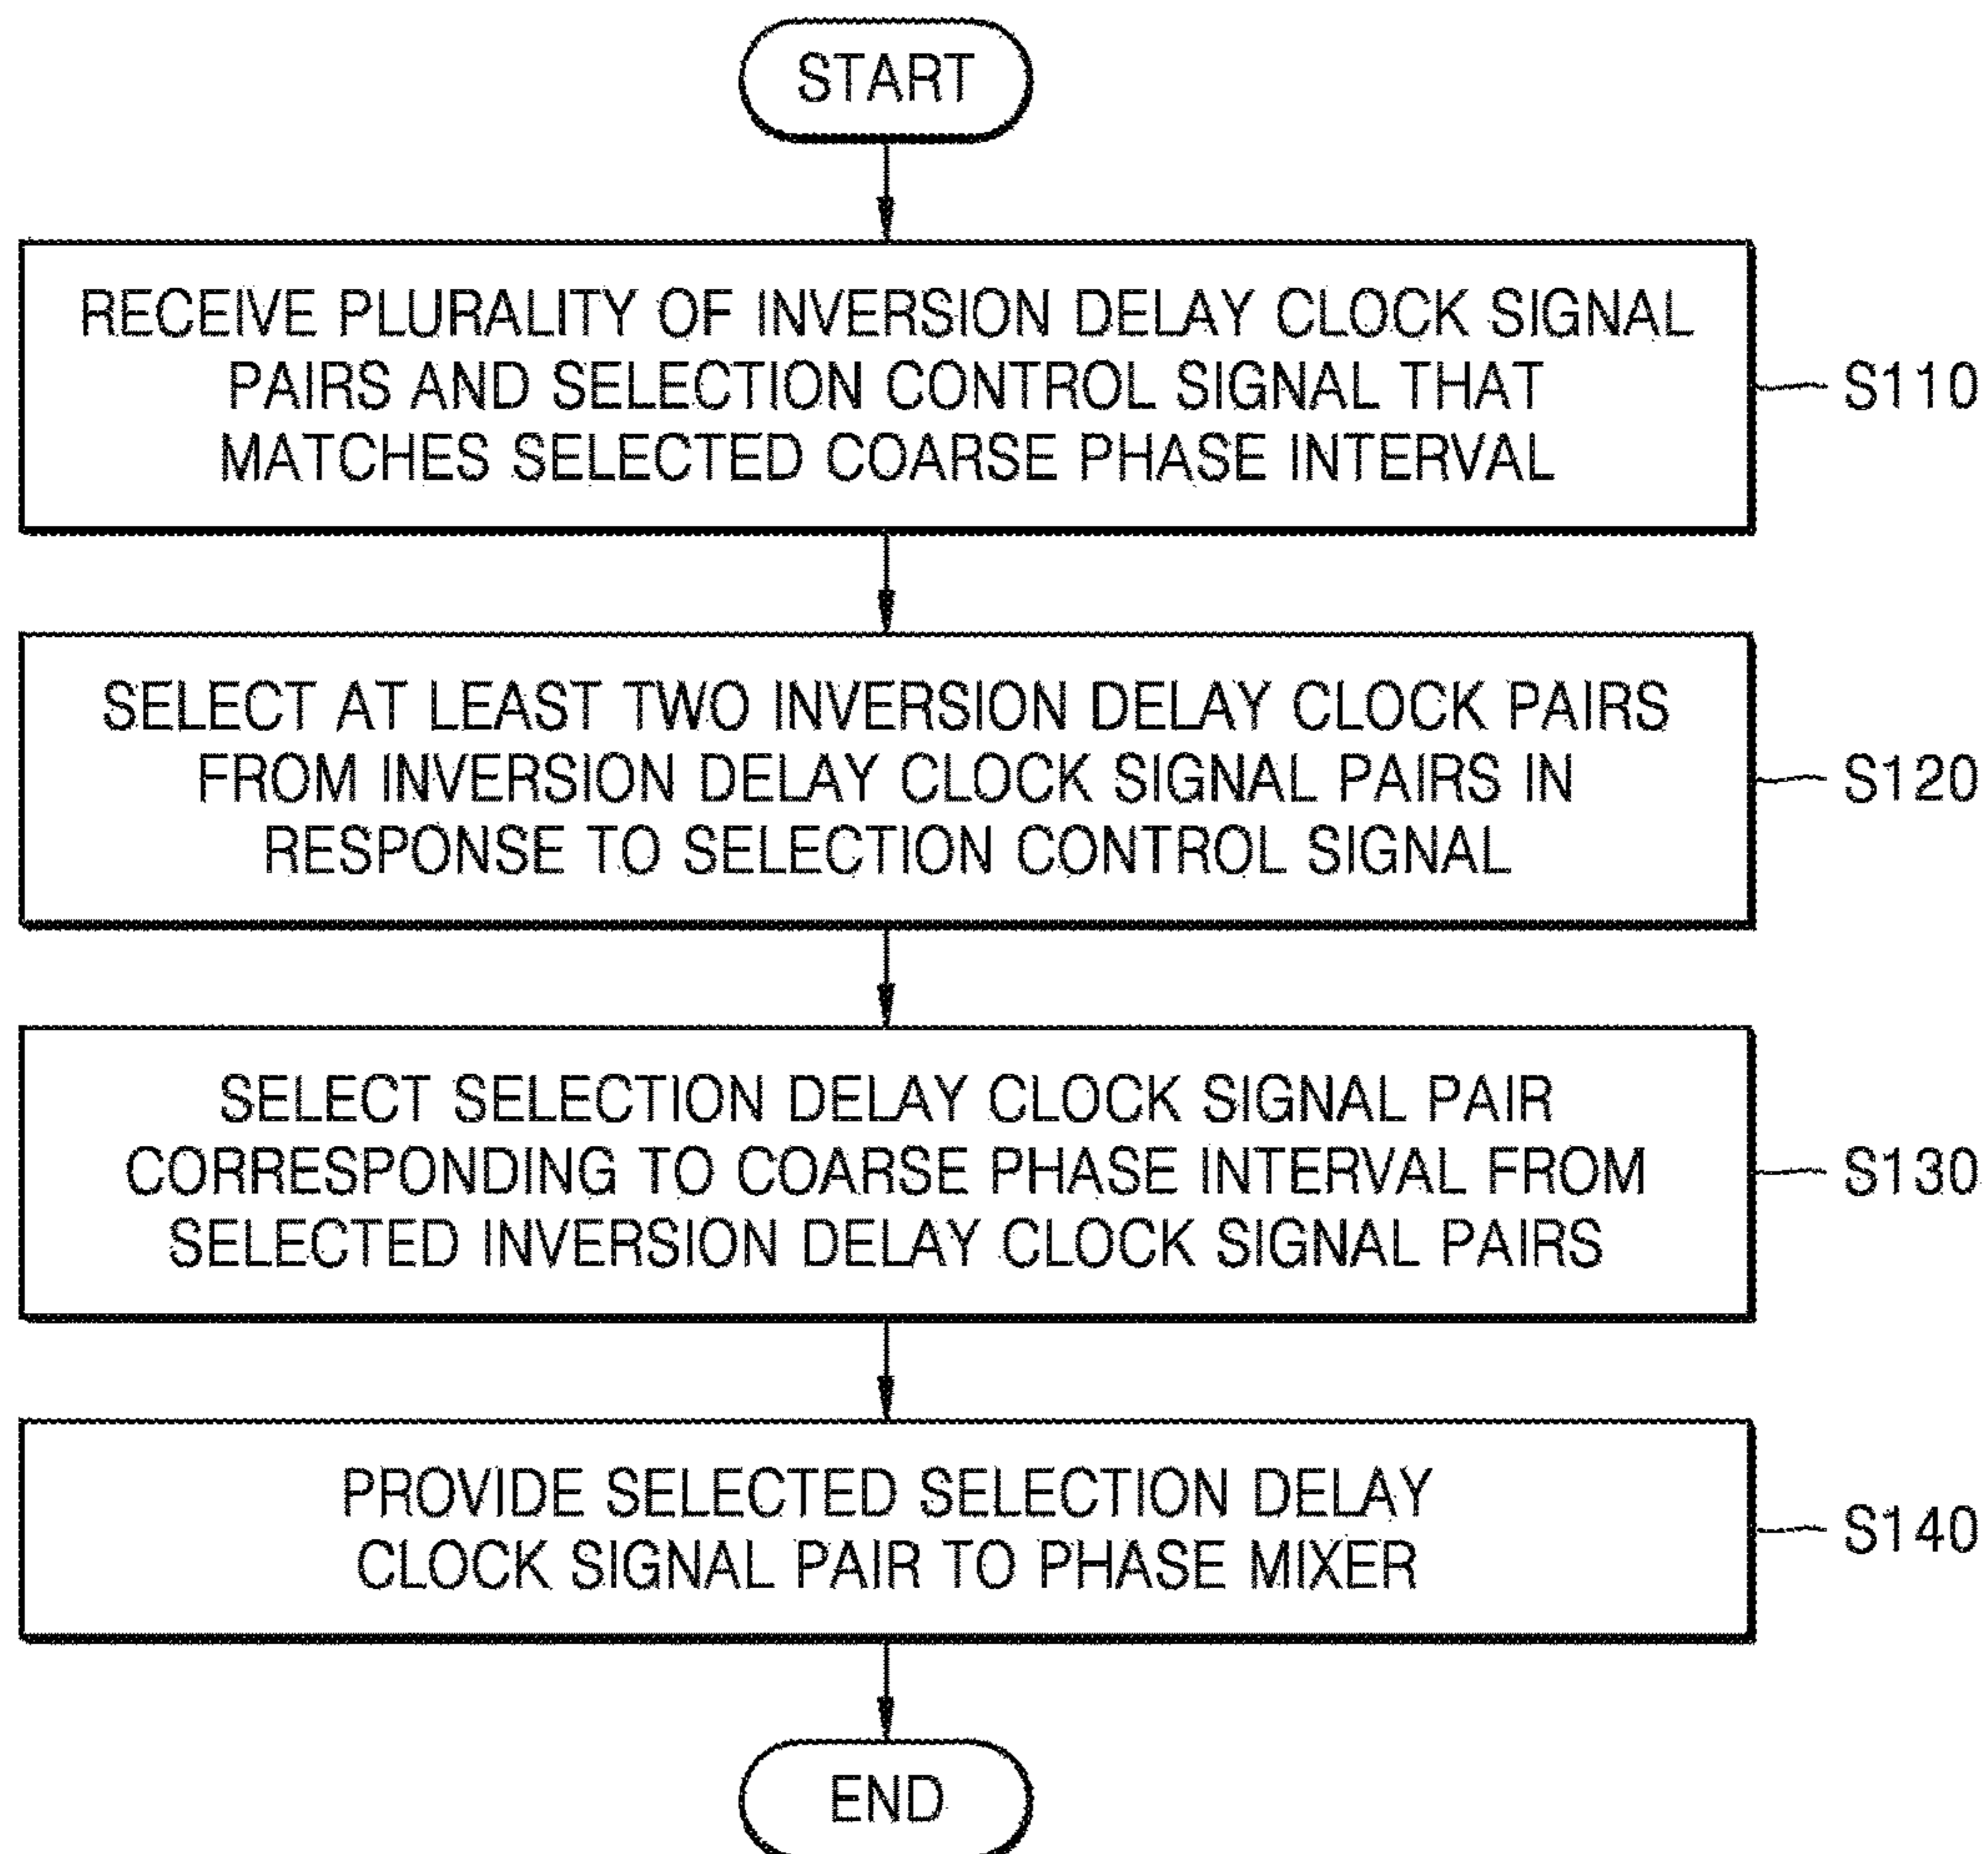 START
RECEIVE PLURALITY OF INVERSION DELAY CLOCK SIGNAL
PAIRS AND SELECTION CONTROL SIGNAL THAT
MATCHES SELECTED COARSE PHASE INTERVAL
S110
SELECT AT LEAST TWO INVERSION DELAY CLOCK PAIRS
FROM INVERSION DELAY CLOCK SIGNAL PAIRS IN
RESPONSE TO SELECTION CONTROL SIGNAL
S120
SELECT SELECTION DELAY CLOCK SIGNAL PAIR
CORRESPONDING TO COARSE PHASE INTERVAL FROM
SELECTED INVERSION DELAY CLOCK SIGNAL PAIRS
S130
PROVIDE SELECTED SELECTION DELAY
CLOCK SIGNAL PAIR TO PHASE MIXER
S140
END